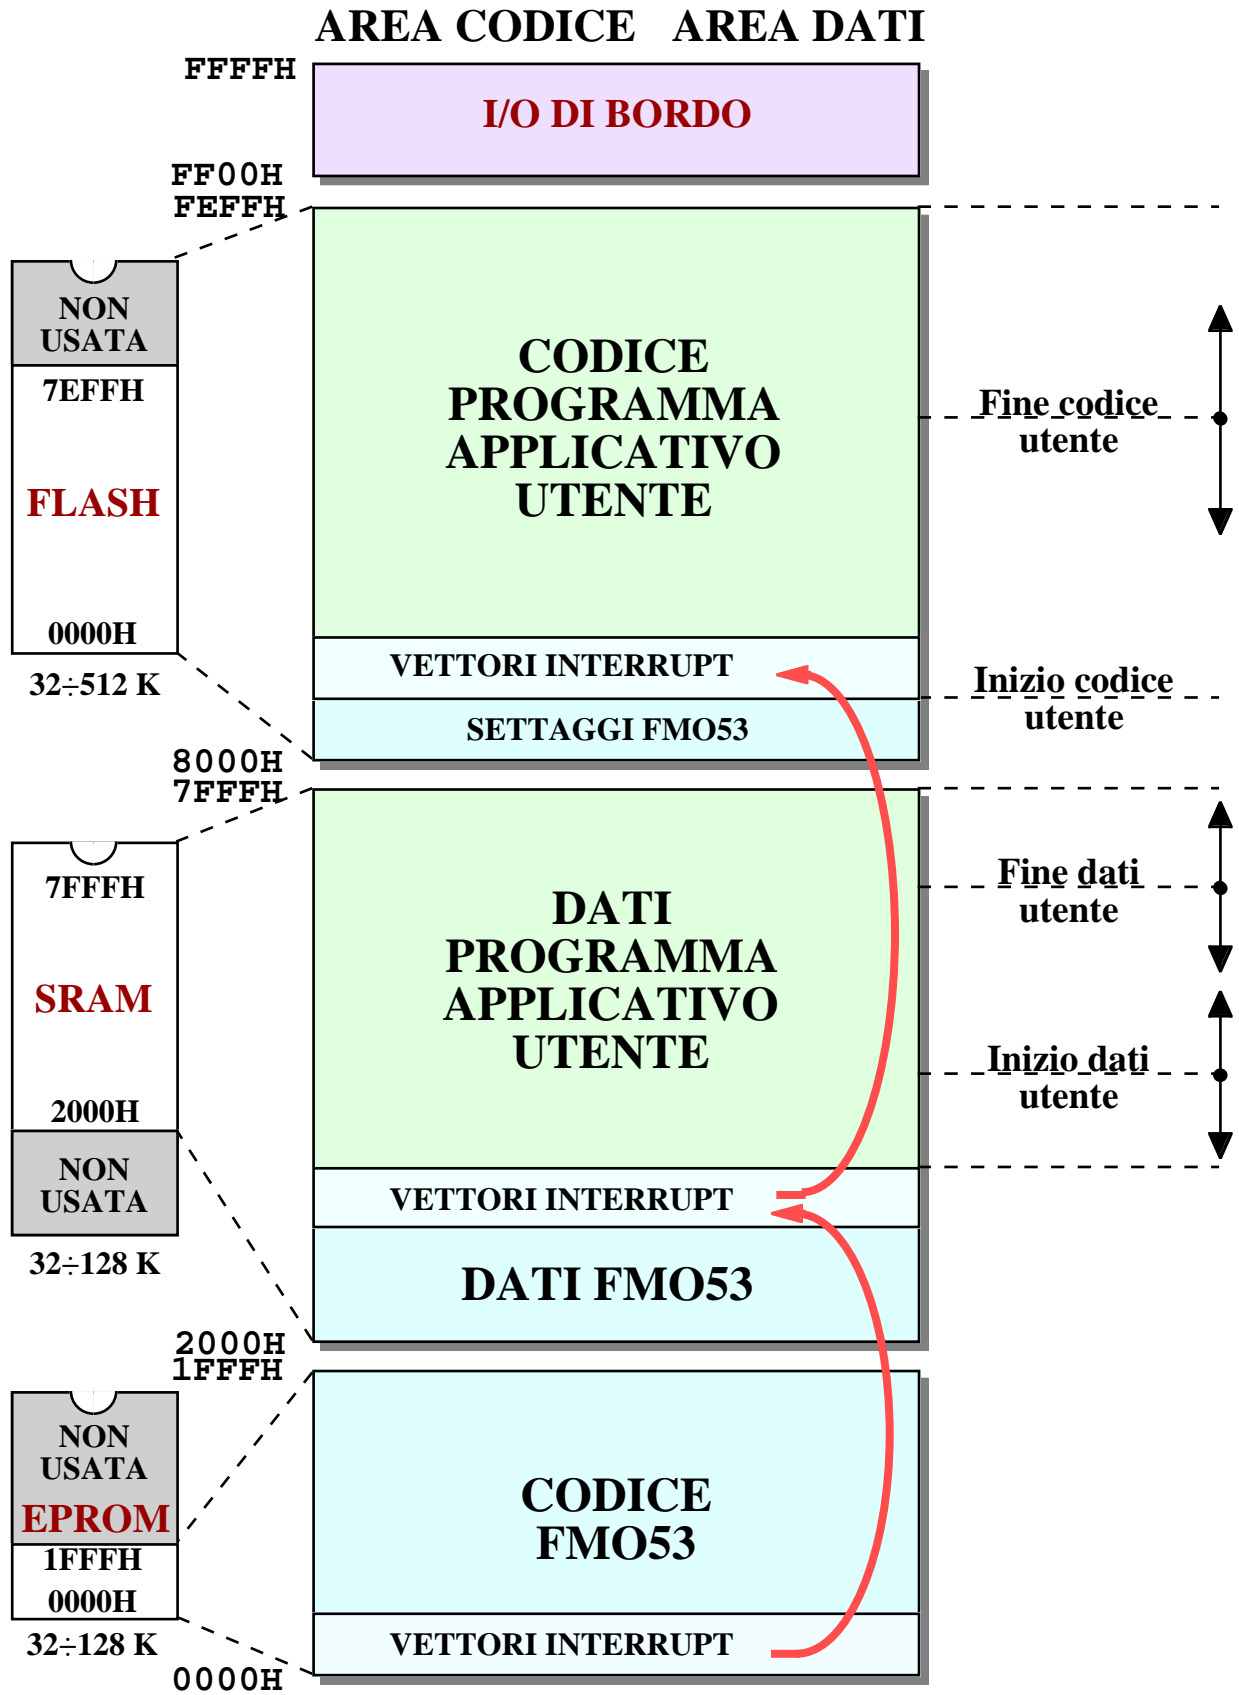 AREA CODICE AREA DATI
FFFFH
I/O DI BORDO
FF00H
FEFFH
NON
USATA
7EFFH
FLASH
0000H
32÷512 K
CODICE
PROGRAMMA
APPLICATIVO
UTENTE
Fine codice
utente
VETTORI INTERRUPT
SETTAGGI FMO53
Inizio codice
utente
8000H
7FFFH
7FFFH
SRAM
2000H
NON
USATA
32÷128 K
DATI
PROGRAMMA
APPLICATIVO
UTENTE
Fine dati
utente
Inizio dati
utente
VETTORI INTERRUPT
DATI FMO53
2000H
1FFFH
NON
USATA
EPROM
1FFFH
0000H
32÷128 K
CODICE
FMO53
VETTORI INTERRUPT
0000H